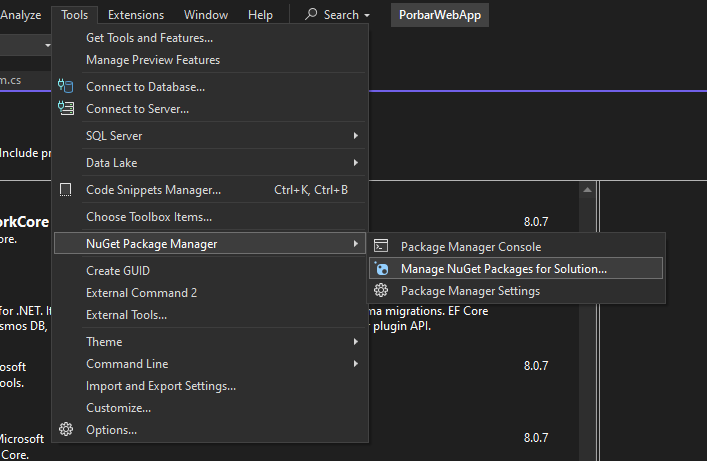 Analyze Tools Extensions Window Help Search PorbarWebApp
Get Tools and Features...
Manage Preview Features
m.cs
Connect to Database...
Connect to Server...
SQL Server
Include pr
Data Lake
Code Snippets Manager... Ctrl+K, Ctrl+B
Choose Toolbox Items...
orkCore 8.0.7
ore.
NuGet Package Manager
Package Manager Console
Manage NuGet Packages for Solution...
Package Manager Settings
Create GUID
External Command 2
External Tools...
for .NET. It ma migrations. EF Core
smos DB, r plugin API.
Theme
Command Line
osoft 8.0.7
ools.
Import and Export Settings...
Customize...
Options...
Microsoft 8.0.7
Core.